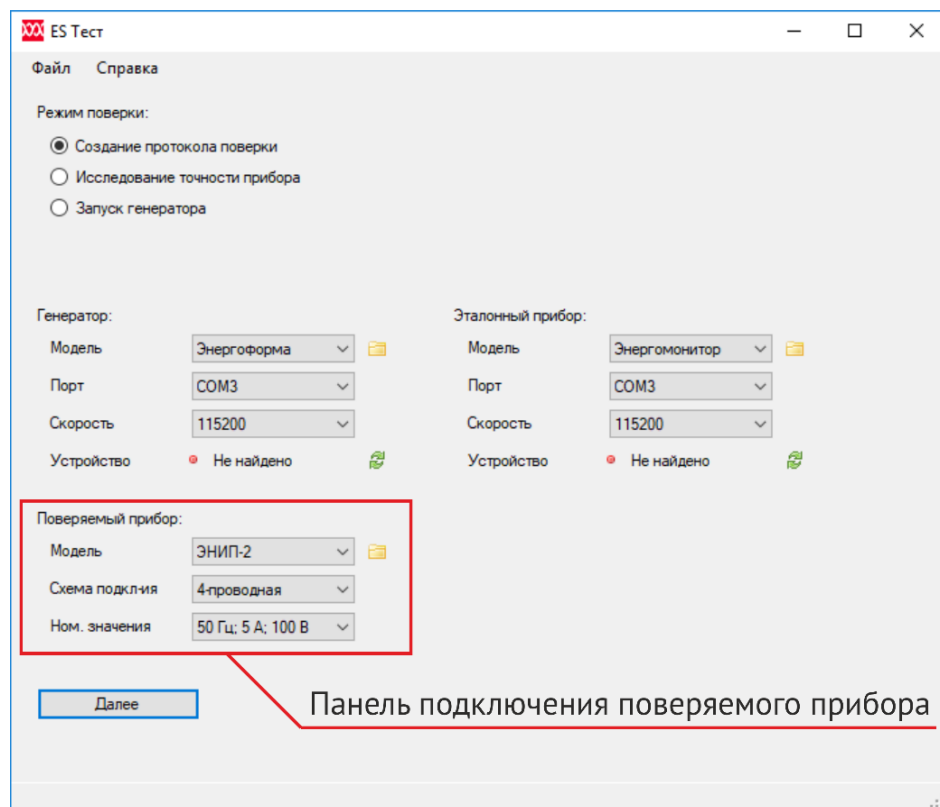 ES Тест
Файл Справка
Режим поверки:
Создание протокола поверки
Исследование точности прибора
Запуск генератора
Генератор:
Модель Энергоформа
Порт COM3
Скорость 115200
Устройство Не найдено
Эталонный прибор:
Модель Энергомонитор
Порт COM3
Скорость 115200
Устройство Не найдено
Поверяемый прибор:
Модель ЭНИП-2
Схема подкл-ия 4-проводная
Ном. значения 50 Гц; 5 А; 100 В
Далее
Панель подключения поверяемого прибора